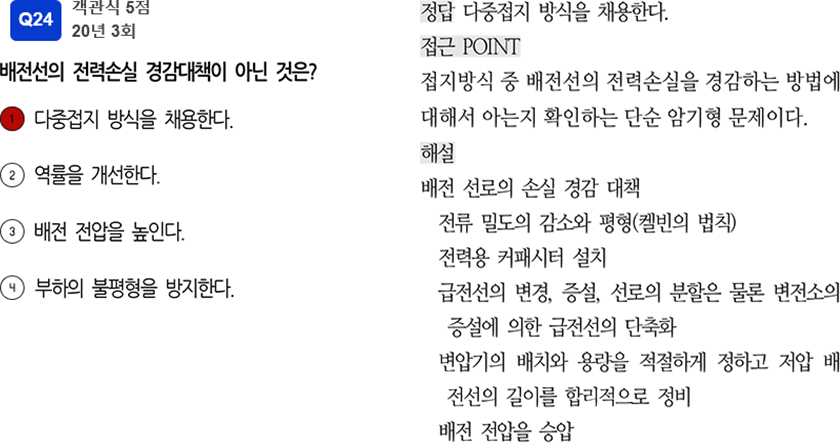 Q24
객관식 5점
20년 3회
배전선의 전력손실 경감대책이 아닌 것은?
1 다중접지 방식을 채용한다.
2 역률을 개선한다.
3 배전 전압을 높인다.
4 부하의 불평형을 방지한다.
정답 다중접지 방식을 채용한다.
접근 POINT
접지방식 중 배전선의 전력손실을 경감하는 방법에
대해서 아는지 확인하는 단순 암기형 문제이다.
해설
배전 선로의 손실 경감 대책
전류 밀도의 감소와 평형(켈빈의 법칙)
전력용 커패시터 설치
급전선의 변경, 증설, 선로의 분할은 물론 변전소의
증설에 의한 급전선의 단축화
변압기의 배치와 용량을 적절하게 정하고 저압 배
전선의 길이를 합리적으로 정비
배전 전압을 승압